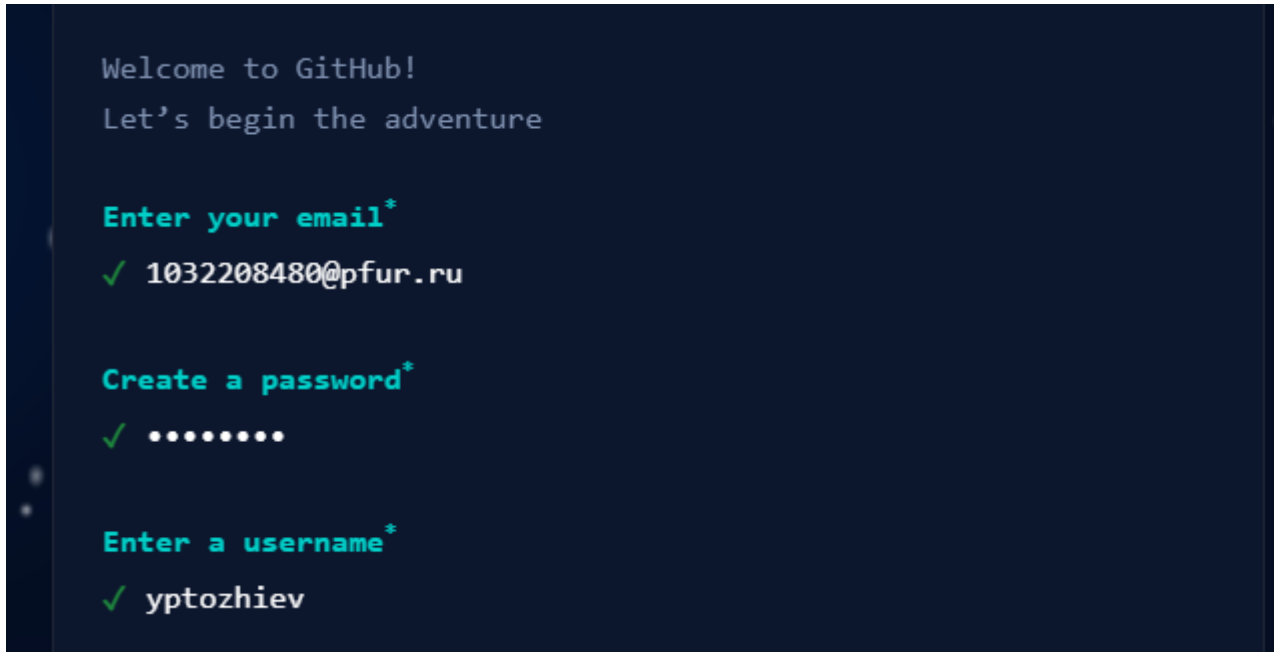 Welcome to GitHub!
Let’s begin the adventure
Enter your email*
✓ 1032208480@pfur.ru
Create a password*
✓ ••••••••
Enter a username*
✓ yptozhiev